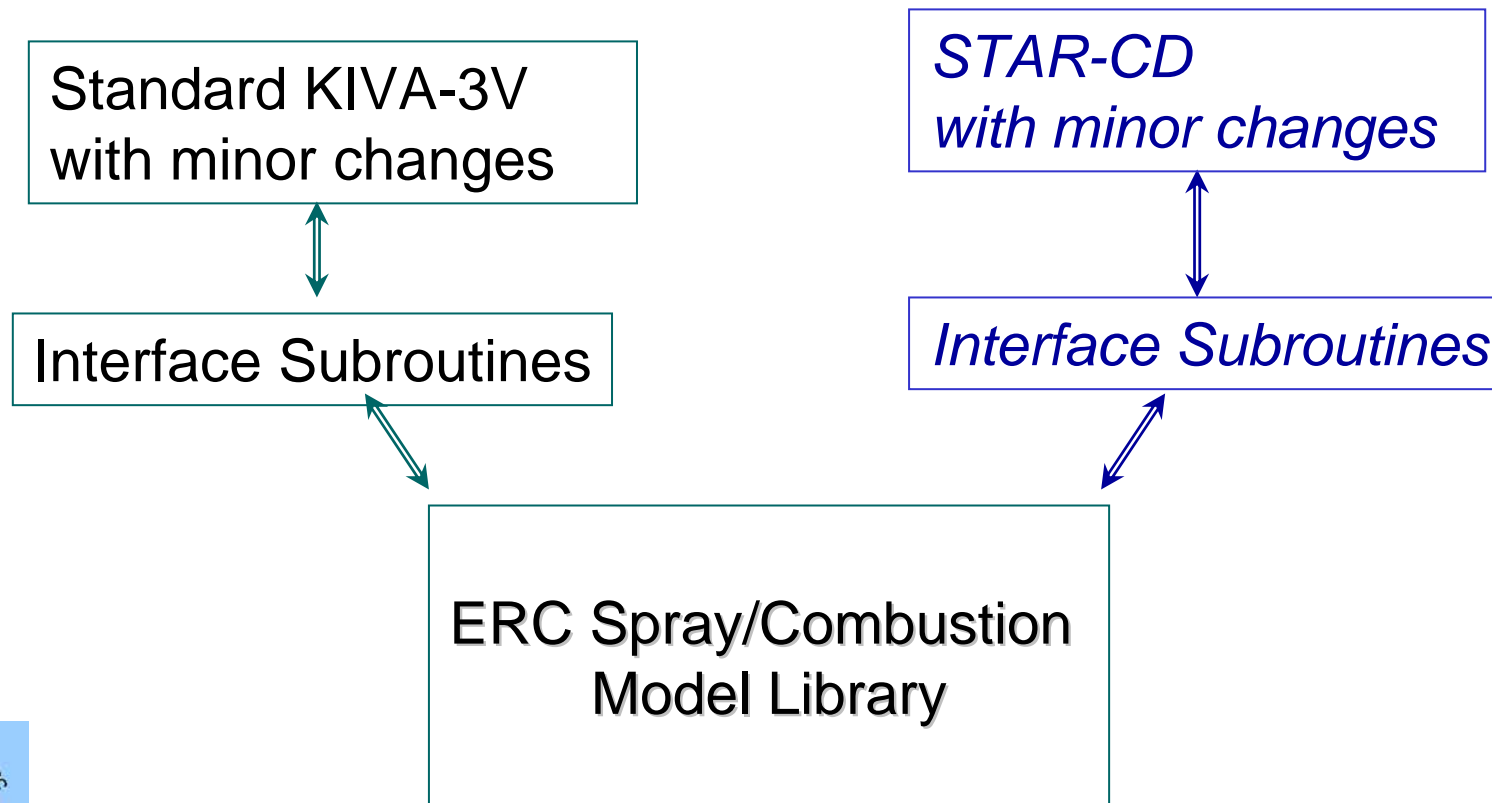 Standard KIVA-3V
with minor changes
STAR-CD
with minor changes
Interface Subroutines
Interface Subroutines
ERC Spray/Combustion
Model Library